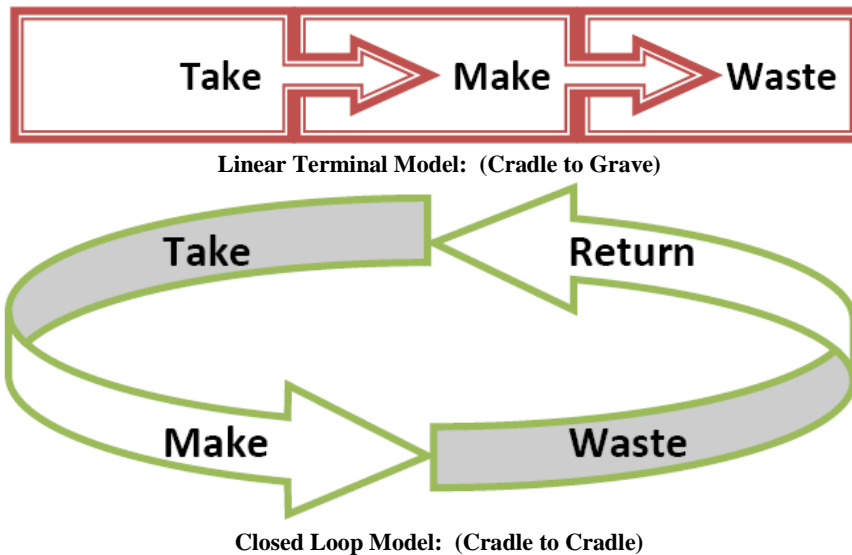 Take Make Waste
Linear Terminal Model: (Cradle to Grave)
Take Return
Make Waste
Closed Loop Model: (Cradle to Cradle)